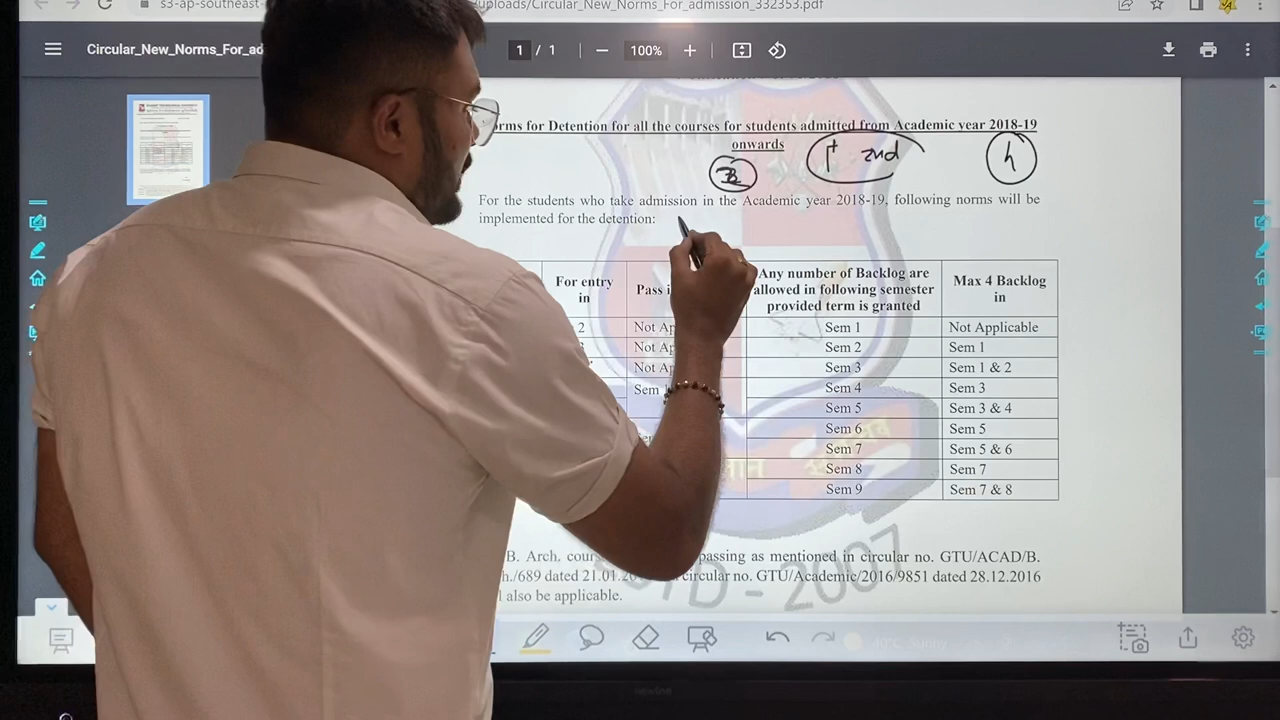 s3-ap-southeast uploads/Circular_New_Norms_For_admission_332353.pdf
Circular_New_Norms_For_ad 1 / 1 100%
orms for Detention for all the courses for students admitted from Academic year 2018-19
onwards
1st 2nd
For the students who take admission in the Academic year 2018-19, following norms will be
implemented for the detention:
For entry in Pass i Any number of Backlog are allowed in following semester provided term is granted Max 4 Backlog in
2 Not Ap Sem 1 Not Applicable
Not Ap Sem 2 Sem 1
Not Ap Sem 3 Sem 1 & 2
Sem 1 Sem 4 Sem 3
Sem 5 Sem 3 & 4
Sem 6 Sem 5
Sem 7 Sem 5 & 6
Sem 8 Sem 7
Sem 9 Sem 7 & 8
B. Arch. cour passing as mentioned in circular no. GTU/ACAD/B.
h./689 dated 21.01.20 circular no. GTU/Academic/2016/9851 dated 28.12.2016
l also be applicable.
ESTD - 2007
40°C Sunny
newline